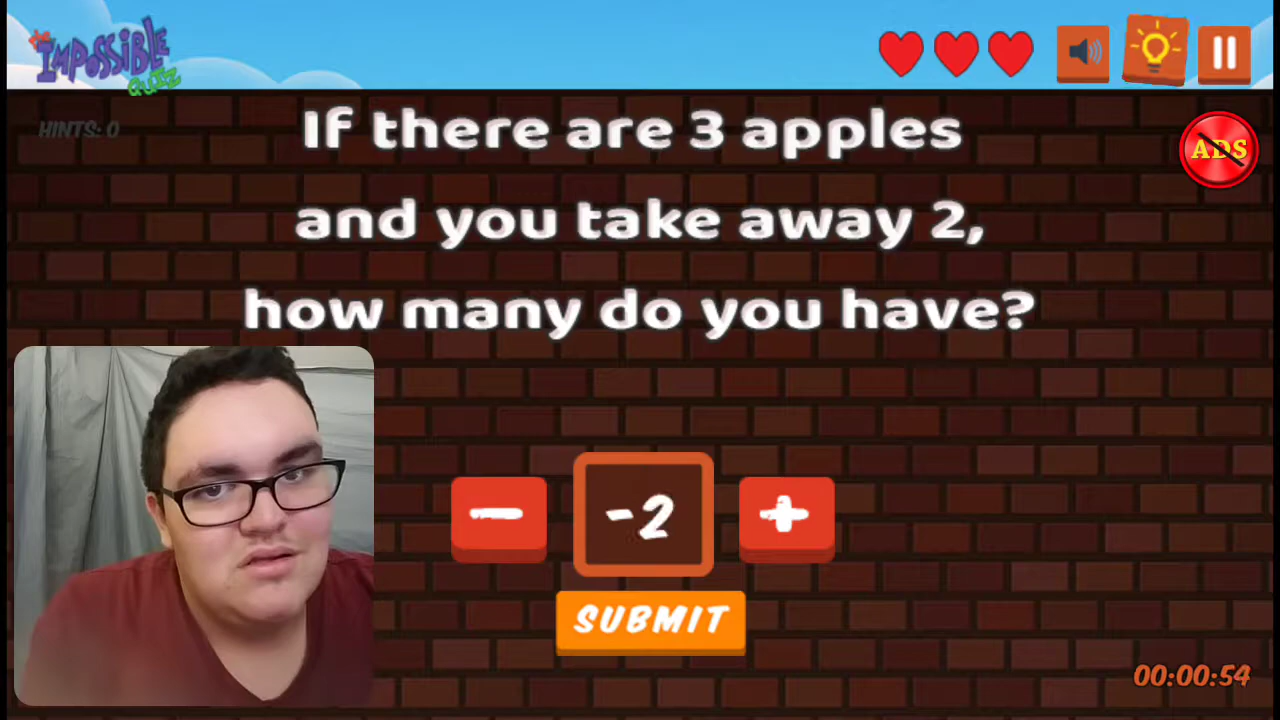 the
IMPOSSIBLE
QUIZ
HINTS: 0
ADS
If there are 3 apples
and you take away 2,
how many do you have?
- -2 +
SUBMIT
00:00:54